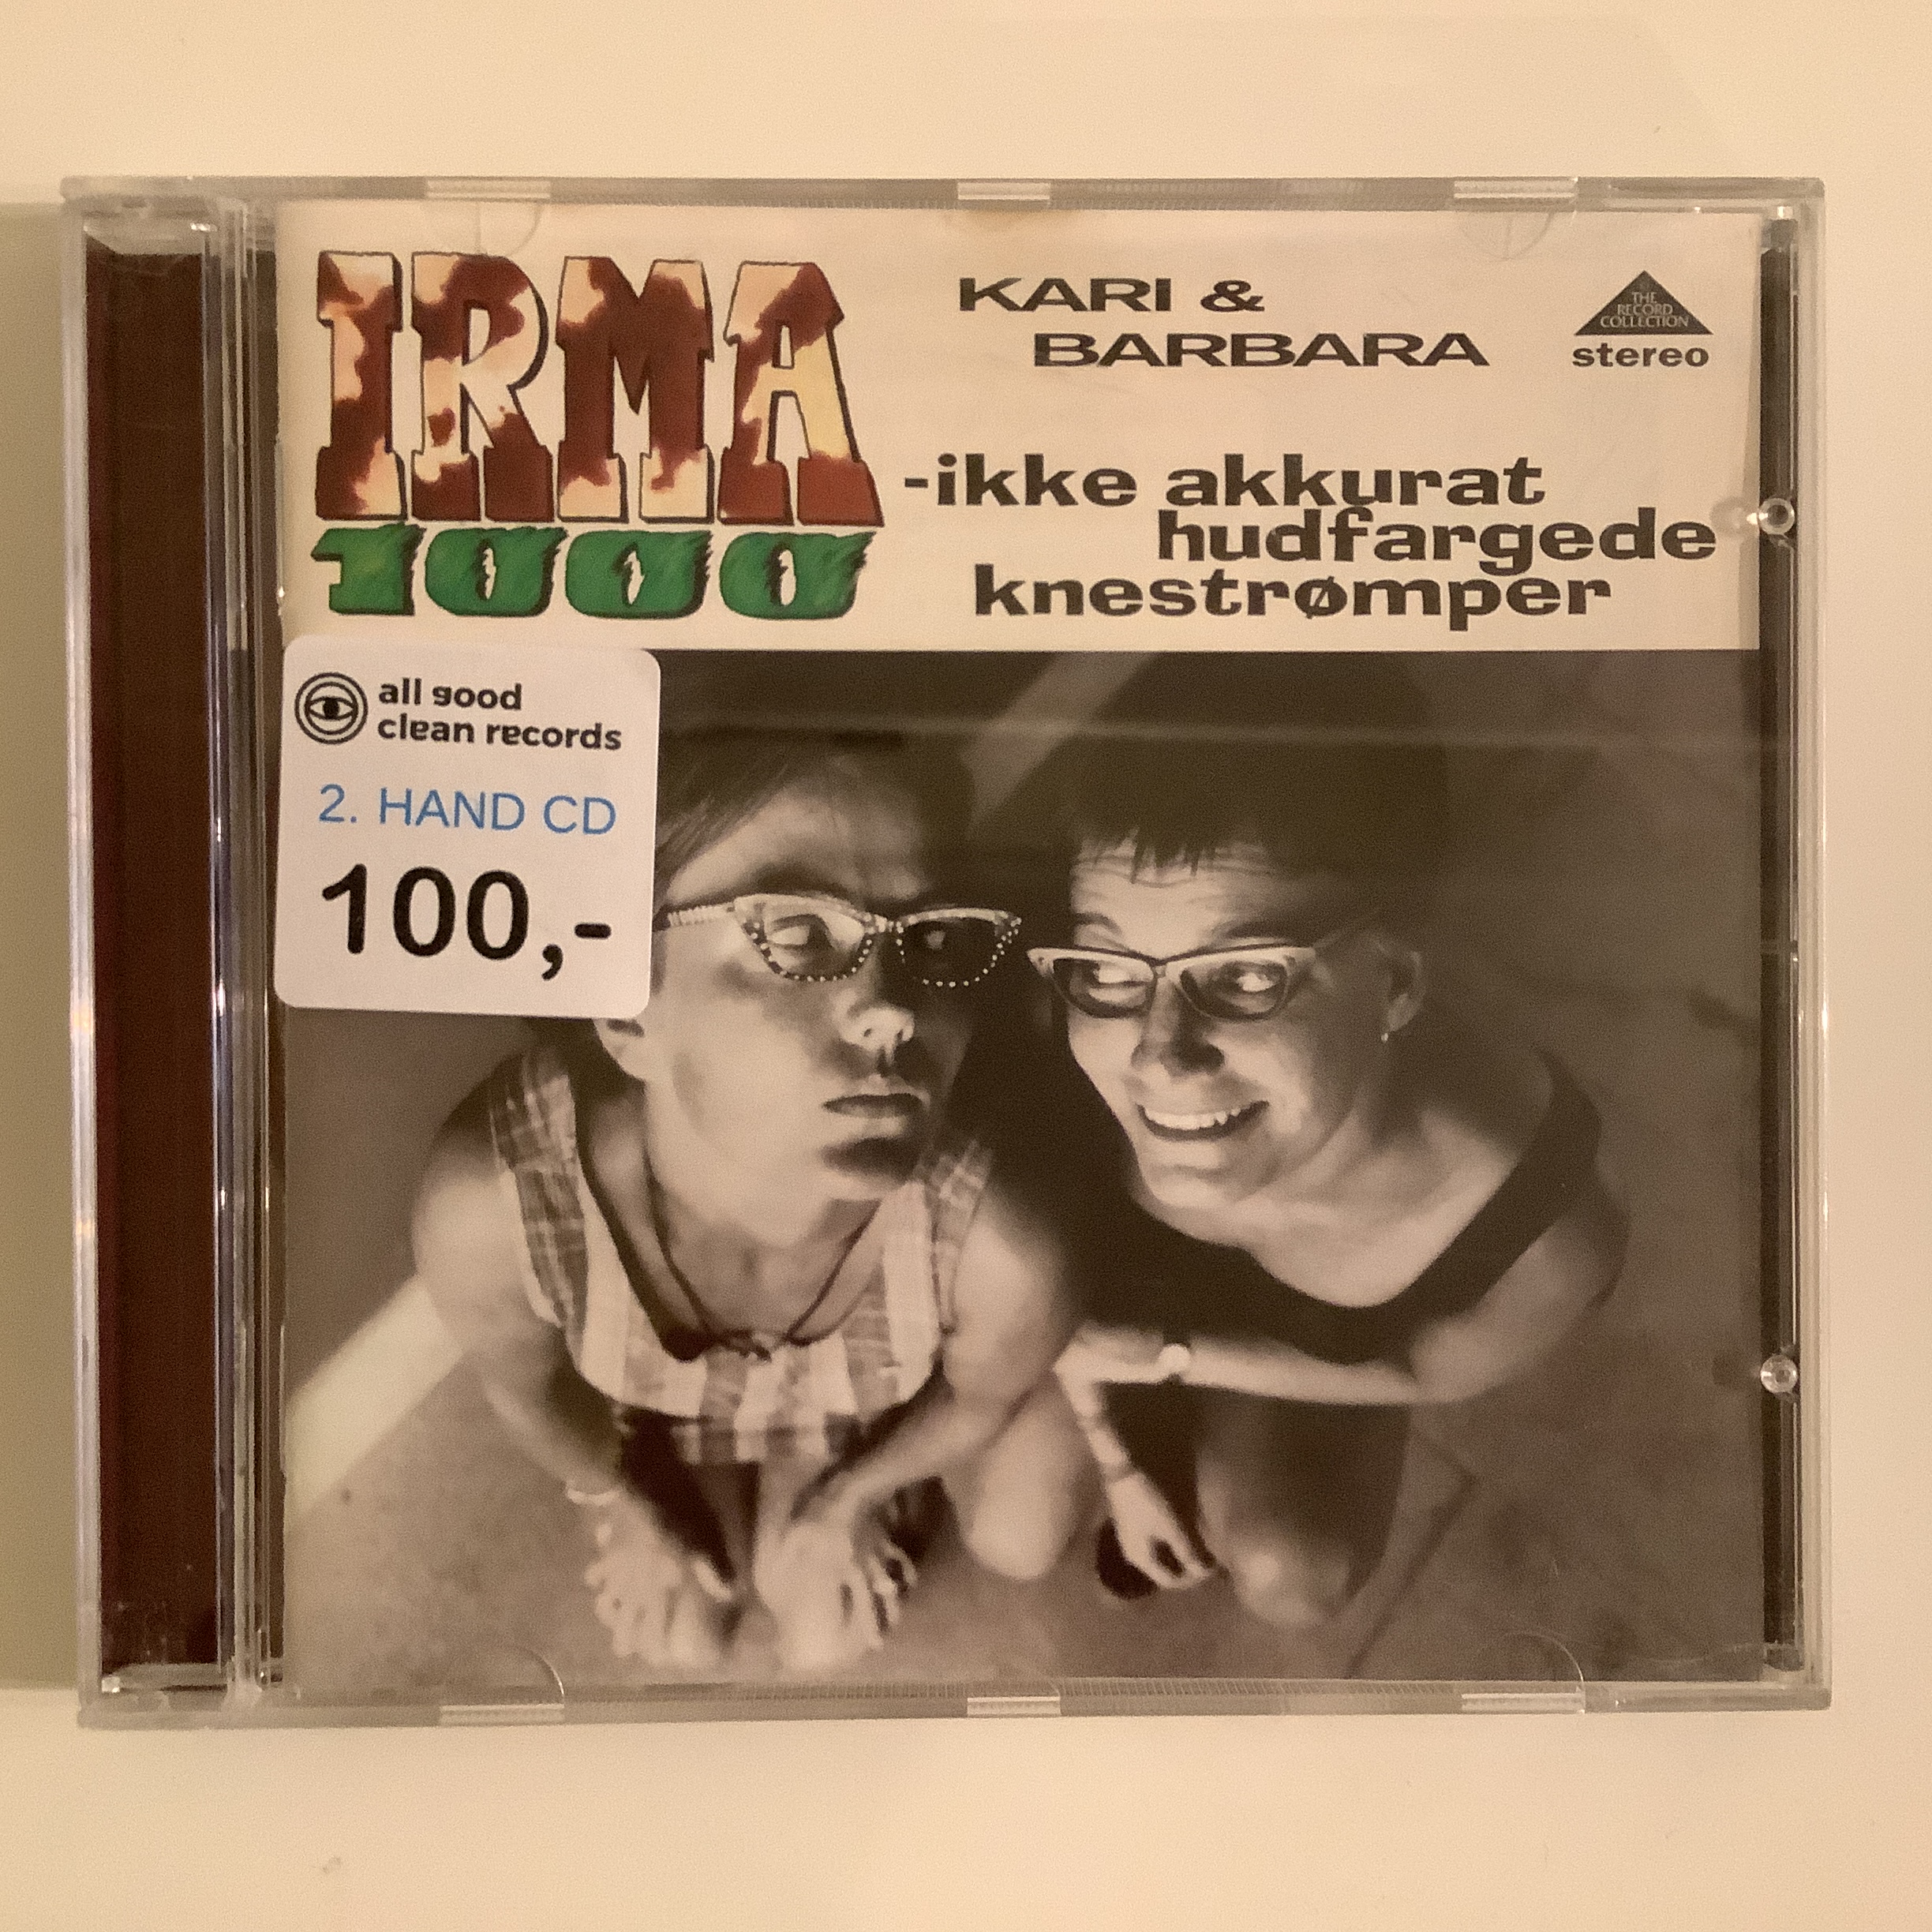 IRMA
1000
KARI &
BARBARA
THE
RECORD
COLLECTION
stereo
-ikke akkurat
hudfargede
knestrømper
all good
clean records
2. HAND CD
100,-